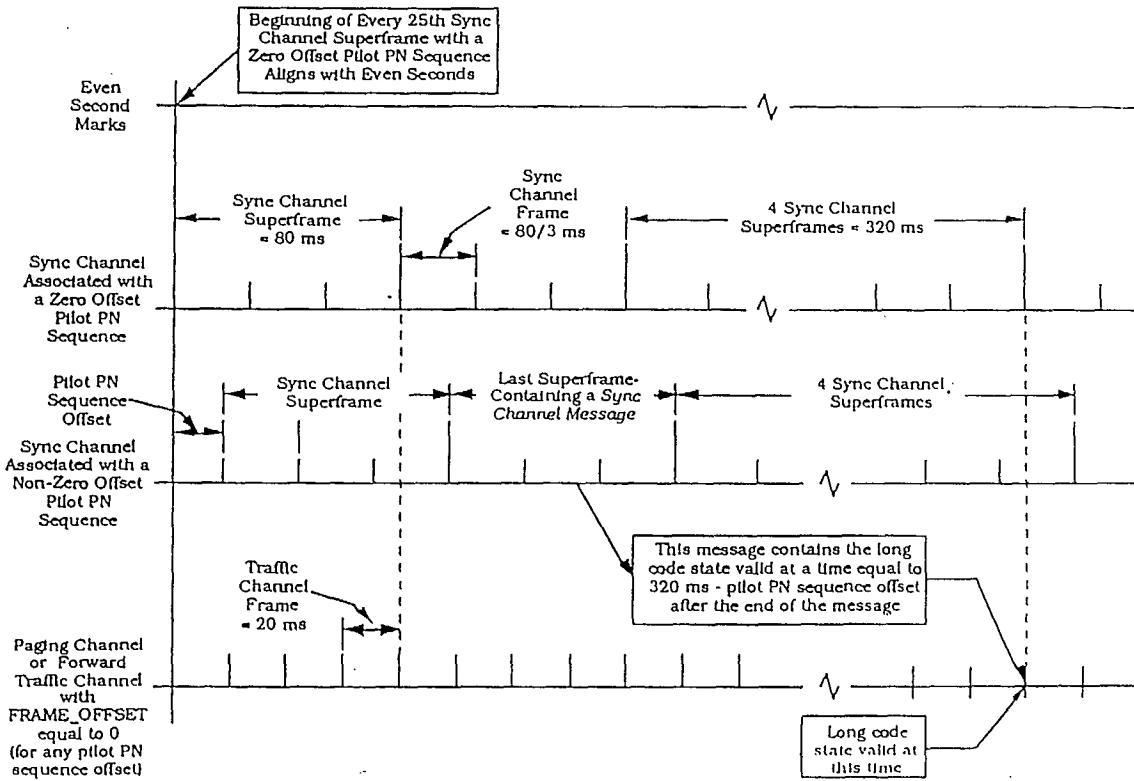 Beginning of Every 25th Sync
Channel Superframe with a
Zero Offset Pilot PN Sequence
Aligns with Even Seconds
Even
Second
Marks
Sync Channel
Superframe
= 80 ms
Sync
Channel
Frame
= 80/3 ms
4 Sync Channel
Superframes = 320 ms
Sync Channel
Associated with
a Zero Offset
Pilot PN
Sequence
Pilot PN
Sequence
Offset
Sync Channel
Superframe
Last Superframe
Containing a Sync
Channel Message
4 Sync Channel
Superframes
Sync Channel
Associated with a
Non-Zero Offset
Pilot PN
Sequence
This message contains the long
code state valid at a time equal to
320 ms - pilot PN sequence offset
after the end of the message
Traffic
Channel
Frame
= 20 ms
Paging Channel
or Forward
Traffic Channel
with
FRAME_OFFSET
equal to 0
(for any pilot PN
sequence offset)
Long code
state valid at
this time